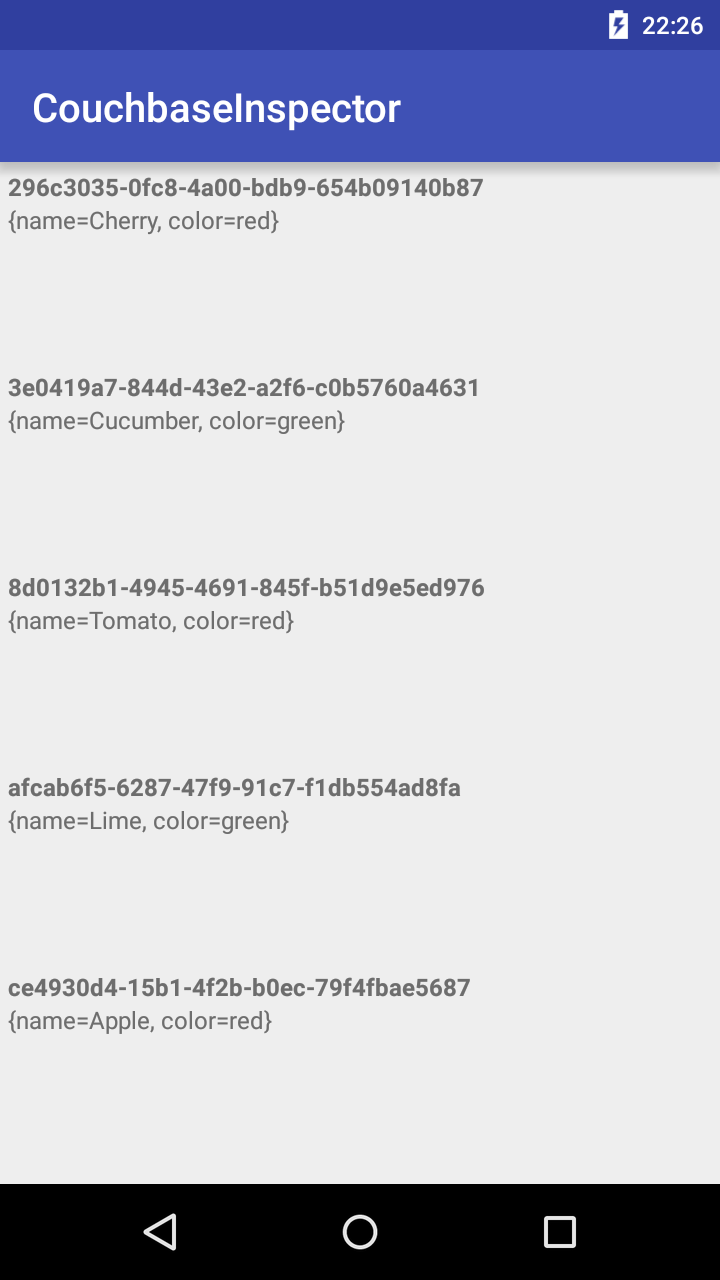 22:26
CouchbaseInspector
296c3035-0fc8-4a00-bdb9-654b09140b87
{name=Cherry, color=red}
3e0419a7-844d-43e2-a2f6-c0b5760a4631
{name=Cucumber, color=green}
8d0132b1-4945-4691-845f-b51d9e5ed976
{name=Tomato, color=red}
afcab6f5-6287-47f9-91c7-f1db554ad8fa
{name=Lime, color=green}
ce4930d4-15b1-4f2b-b0ec-79f4fbae5687
{name=Apple, color=red}